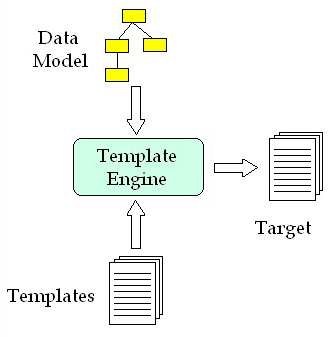 Data
Model
Template
Engine
Target
Templates